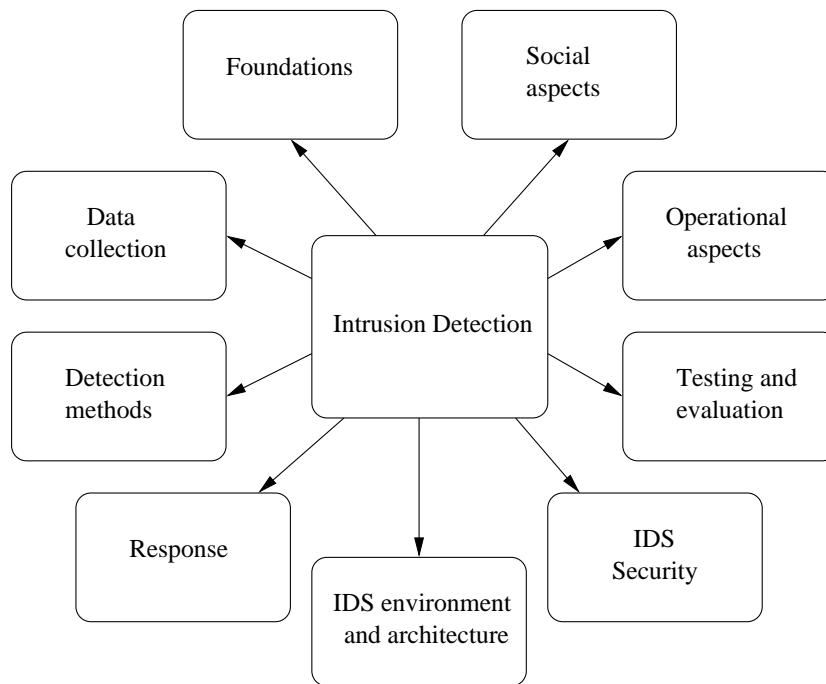 Foundations
Social
aspects
Data
collection
Operational
aspects
Intrusion Detection
Detection
methods
Testing and
evaluation
Response
IDS environment
and architecture
IDS
Security